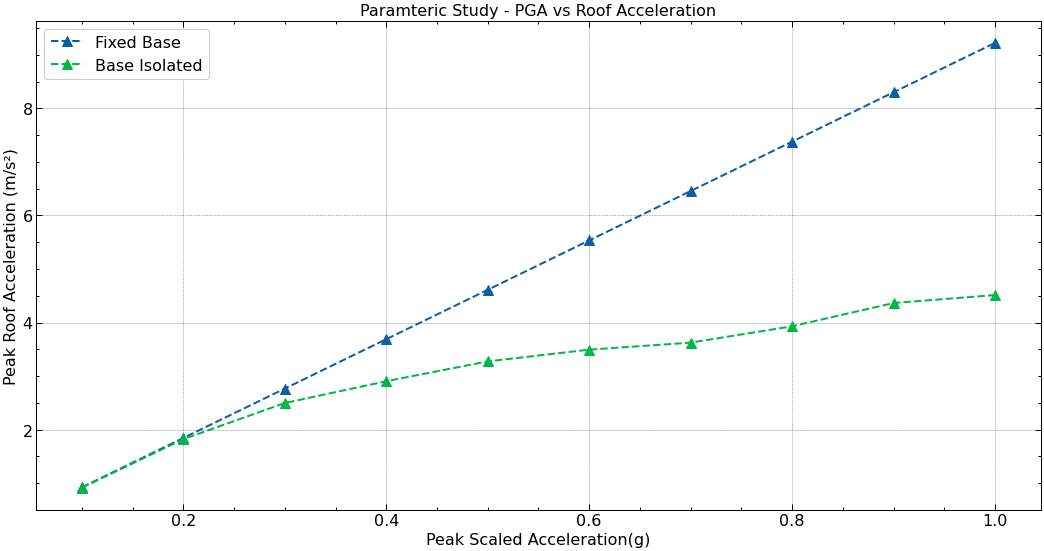 Paramteric Study - PGA vs Roof Acceleration
Fixed Base
Base Isolated
Peak Roof Acceleration (m/s²)
8
6
4
2
0.2
0.4
0.6
0.8
1.0
Peak Scaled Acceleration(g)